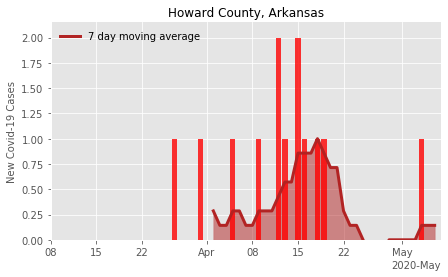 Howard County, Arkansas
7 day moving average
New Covid-19 Cases
2.00
1.75
1.50
1.25
1.00
0.75
0.50
0.25
0.00
08 15 22 Apr 08 15 22 May
2020-May